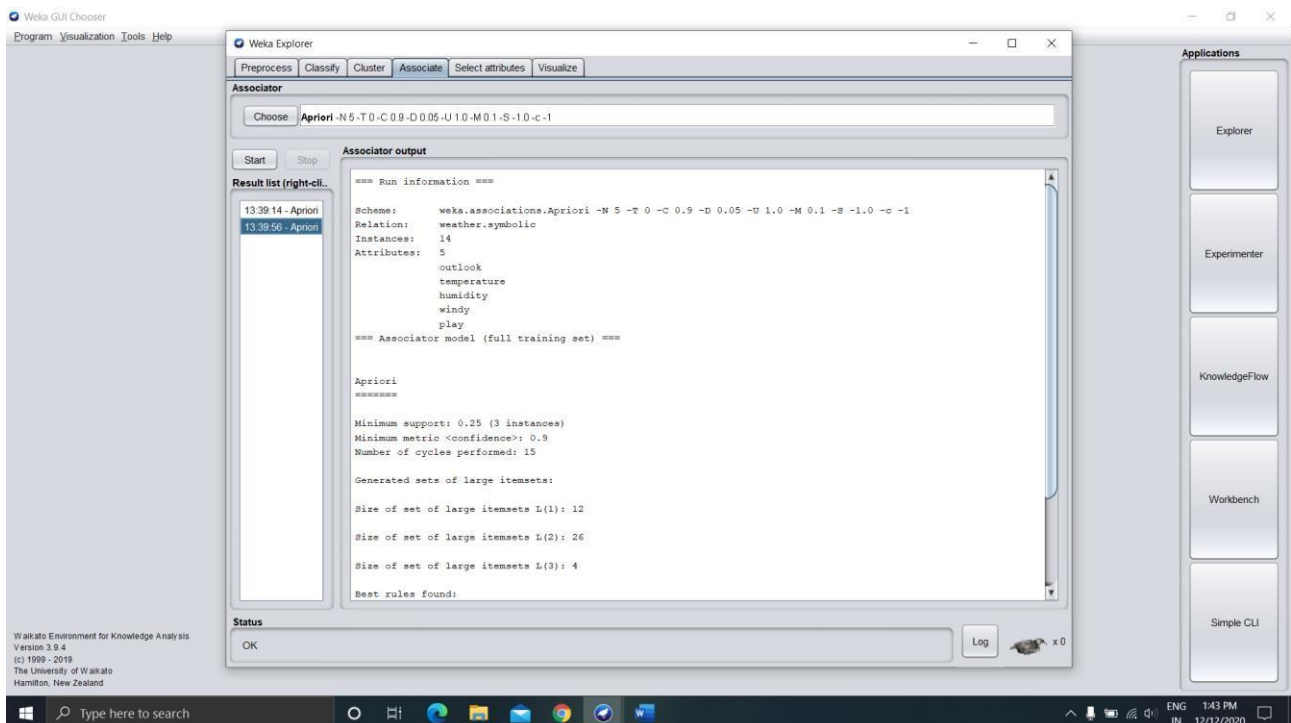 Weka GUI Chooser
Program Visualization Tools Help
Weka Explorer
Preprocess Classify Cluster Associate Select attributes Visualize
Associator
Choose Apriori -N 5 -T 0 -C 0.9 -D 0.05 -U 1.0 -M 0.1 -S -1.0 -c -1
Start Stop
Result list (right-cli..
13:39:14 - Apriori
13:39:56 - Apriori
Associator output
=== Run information ===
Scheme: weka.associations.Apriori -N 5 -T 0 -C 0.9 -D 0.05 -U 1.0 -M 0.1 -S -1.0 -c -1
Relation: weather.symbolic
Instances: 14
Attributes: 5
outlook
temperature
humidity
windy
play
=== Associator model (full training set) ===
Apriori
=======
Minimum support: 0.25 (3 instances)
Minimum metric <confidence>: 0.9
Number of cycles performed: 15
Generated sets of large itemsets:
Size of set of large itemsets L(1): 12
Size of set of large itemsets L(2): 26
Size of set of large itemsets L(3): 4
Best rules found:
Status
OK
Log x 0
Applications
Explorer
Experimenter
KnowledgeFlow
Workbench
Simple CLI
Waikato Environment for Knowledge Analysis
Version 3.9.4
(c) 1999 - 2019
The University of Waikato
Hamilton, New Zealand
Type here to search
ENG 1:43 PM
IN 12/12/2020